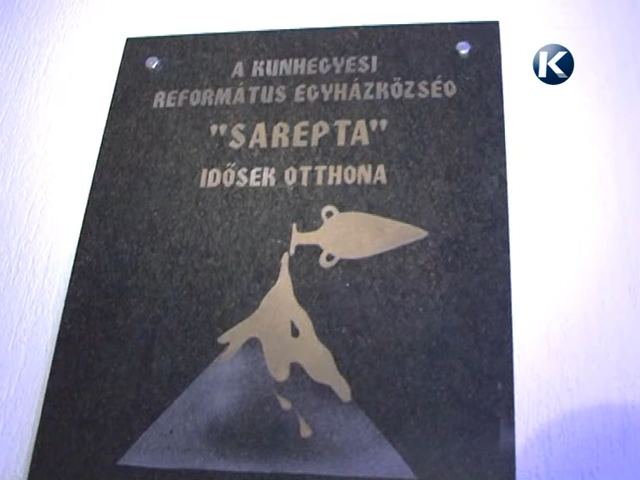 A KUNHEGYESI
REFORMÁTUS EGYHÁZKÖZSÉG
"SAREPTA"
IDŐSEK OTTHONA
K